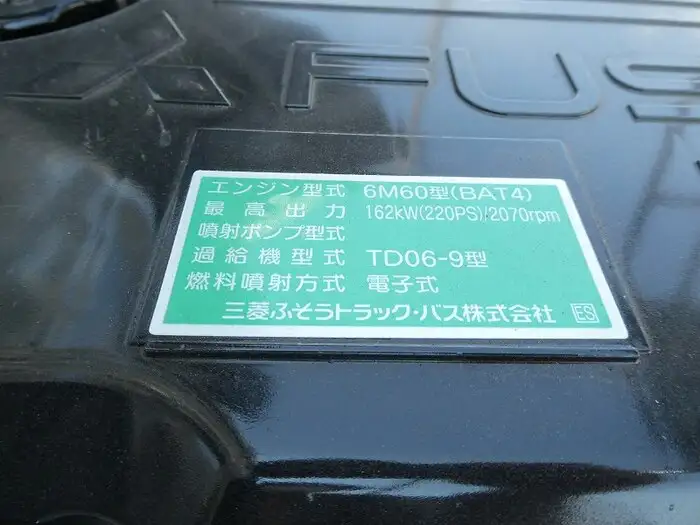 FUS
エンジン型式 6M60型(BAT4)
最高出力 162kW(220PS)/2070rpm
噴射ポンプ型式
過給機型式 TD06-9型
燃料噴射方式 電子式
三菱ふそうトラック・バス株式会社 ES